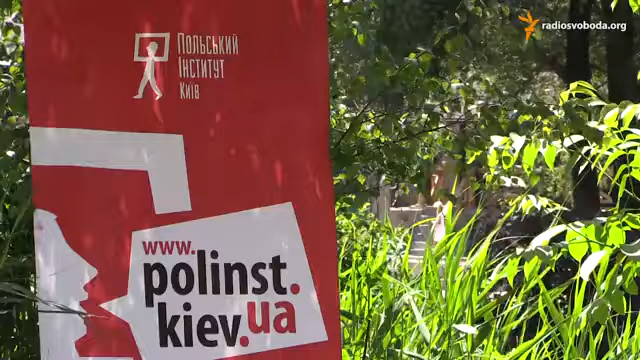 radiosvoboda.org
Польський
Інститут
Київ
www.
polinst.
kiev.ua